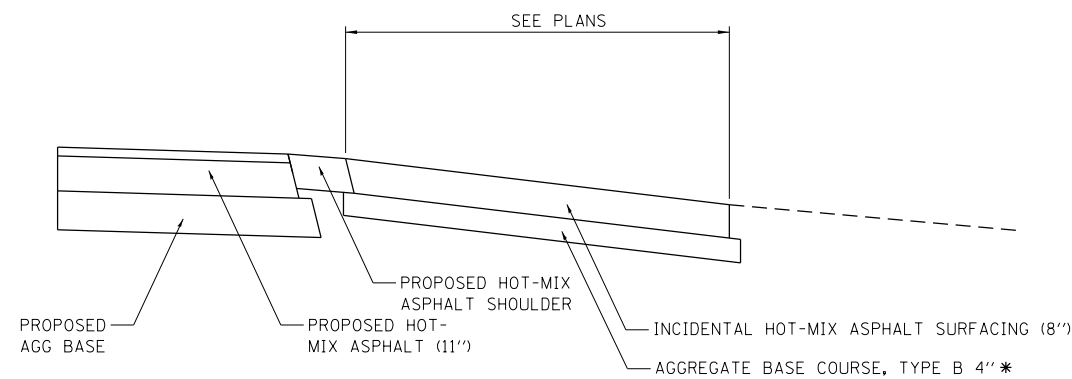 SEE PLANS
PROPOSED HOT-MIX
ASPHALT SHOULDER
PROPOSED
AGG BASE
PROPOSED HOT-
MIX ASPHALT (11'')
INCIDENTAL HOT-MIX ASPHALT SURFACING (8'')
AGGREGATE BASE COURSE, TYPE B 4'' *